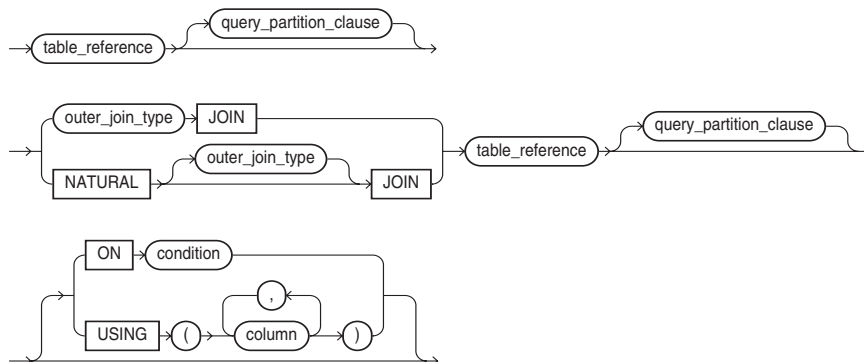 query_partition_clause
table_reference
outer_join_type JOIN
query_partition_clause
outer_join_type
table_reference
NATURAL JOIN
ON condition
,
USING ( column )